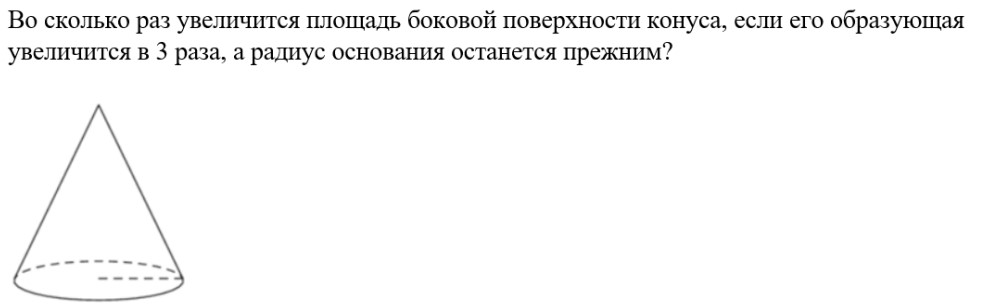 Во сколько раз увеличится площадь боковой поверхности конуса, если его образующая
увеличится в 3 раза, а радиус основания останется прежним?